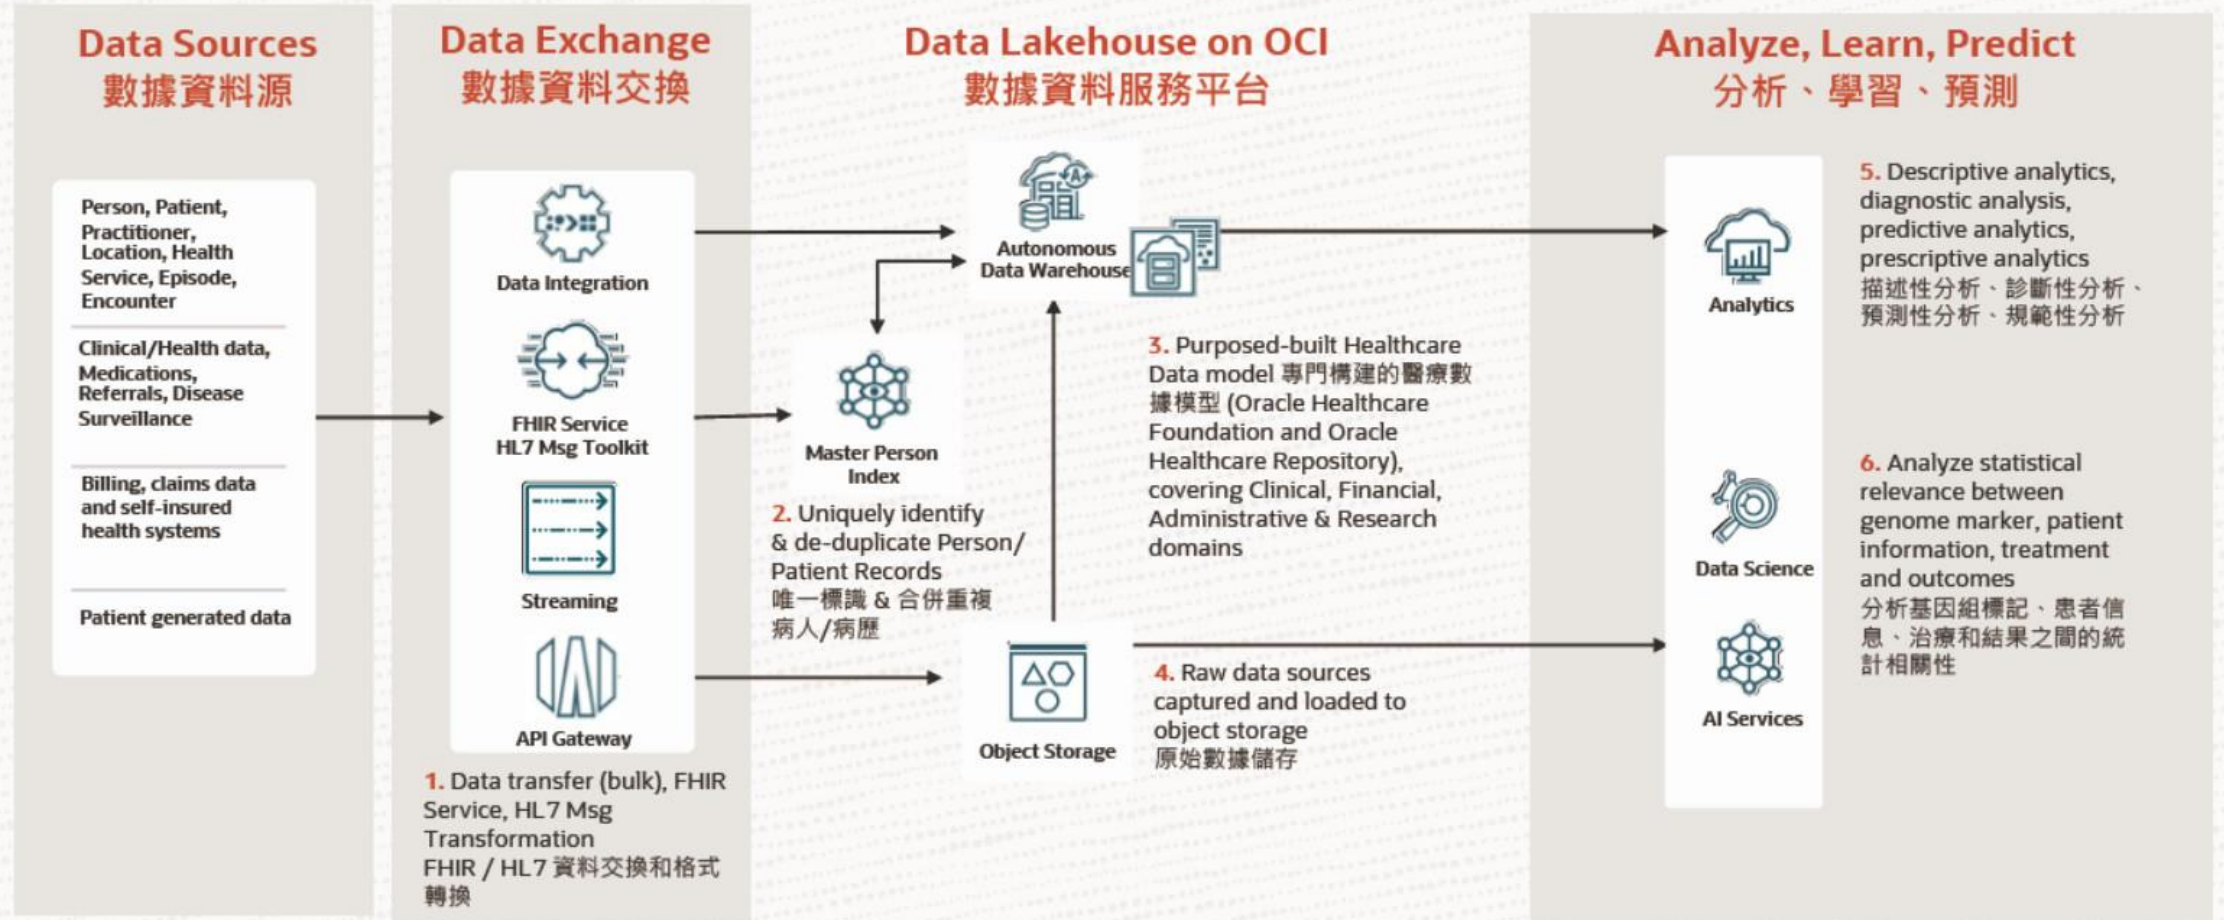 Data Sources
數據資料源
Person, Patient,
Practitioner,
Location, Health
Service, Episode,
Encounter
Clinical/Health data,
Medications,
Referrals, Disease
Surveillance
Billing, claims data
and self-insured
health systems
Patient generated data
Data Exchange
數據資料交換
Data Integration
FHIR Service
HL7 Msg Toolkit
Streaming
API Gateway
1. Data transfer (bulk), FHIR
Service, HL7 Msg
Transformation
FHIR / HL7 資料交換和格式
轉換
Data Lakehouse on OCI
數據資料服務平台
A
Autonomous
Data Warehouse
Master Person
Index
2. Uniquely identify
& de-duplicate Person/
Patient Records
唯一標識 & 合併重複
病人/病歷
3. Purposed-built Healthcare
Data model 專門構建的醫療數
據模型 (Oracle Healthcare
Foundation and Oracle
Healthcare Repository),
covering Clinical, Financial,
Administrative & Research
domains
Object Storage
4. Raw data sources
captured and loaded to
object storage
原始數據儲存
Analyze, Learn, Predict
分析、學習、預測
Analytics
5. Descriptive analytics,
diagnostic analysis,
predictive analytics,
prescriptive analytics
描述性分析、診斷性分析、
預測性分析、規範性分析
Data Science
AI Services
6. Analyze statistical
relevance between
genome marker, patient
information, treatment
and outcomes
分析基因組標記、患者信
息、治療和結果之間的統
計相關性